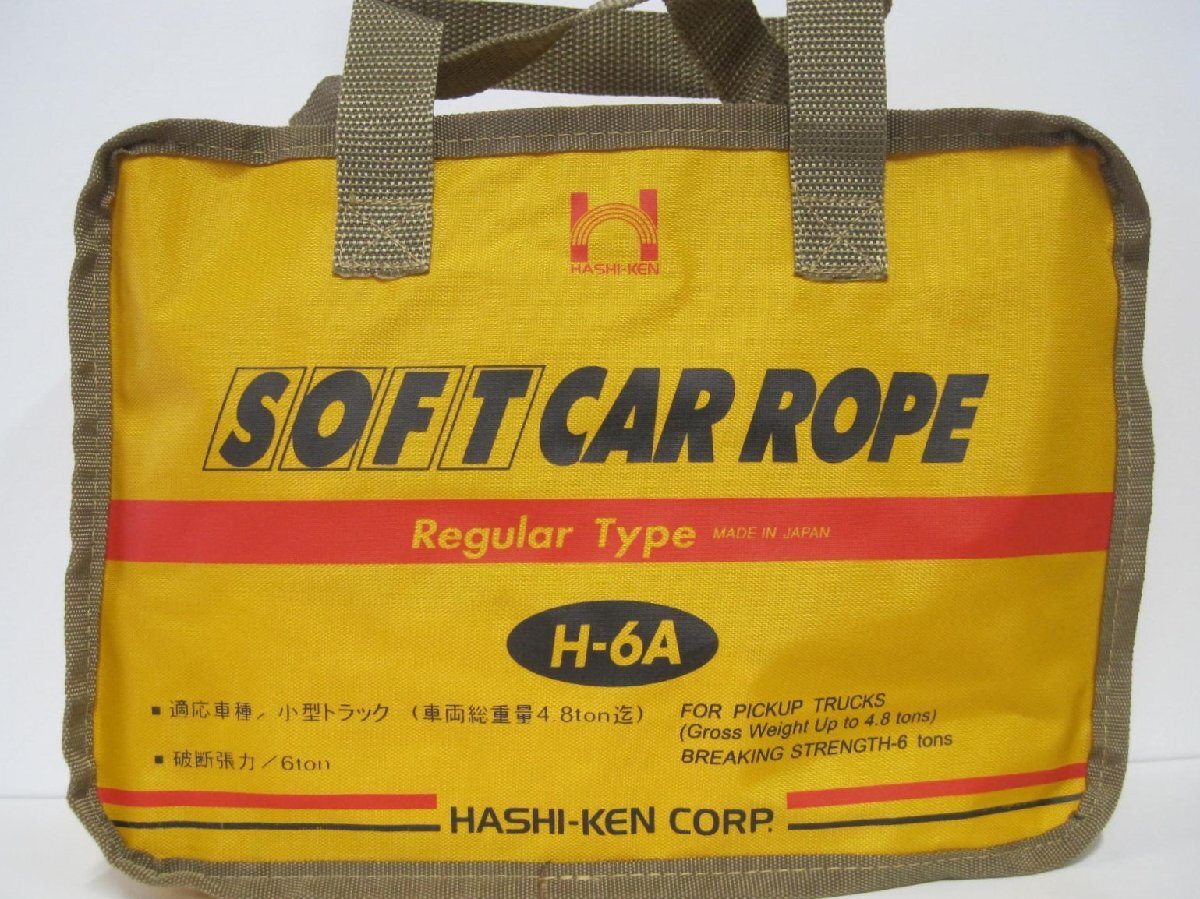 HASHI-KEN
SOFT CAR ROPE
Regular Type MADE IN JAPAN
H-6A
■ 適応車種／小型トラック (車両総重量4.8ton迄)
■ 破断張力／6ton
FOR PICKUP TRUCKS
(Gross Weight Up to 4.8 tons)
BREAKING STRENGTH-6 tons
HASHI-KEN CORP.